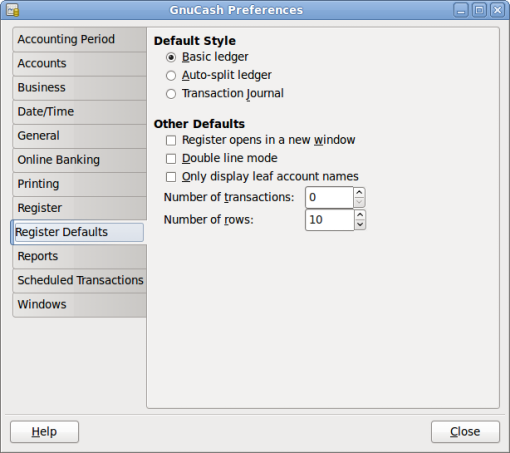 GnuCash Preferences
Accounting Period
Accounts
Business
Date/Time
General
Online Banking
Printing
Register
Register Defaults
Reports
Scheduled Transactions
Windows
Default Style
Basic ledger
Auto-split ledger
Transaction Journal
Other Defaults
Register opens in a new window
Double line mode
Only display leaf account names
Number of transactions: 0
Number of rows: 10
Help
Close